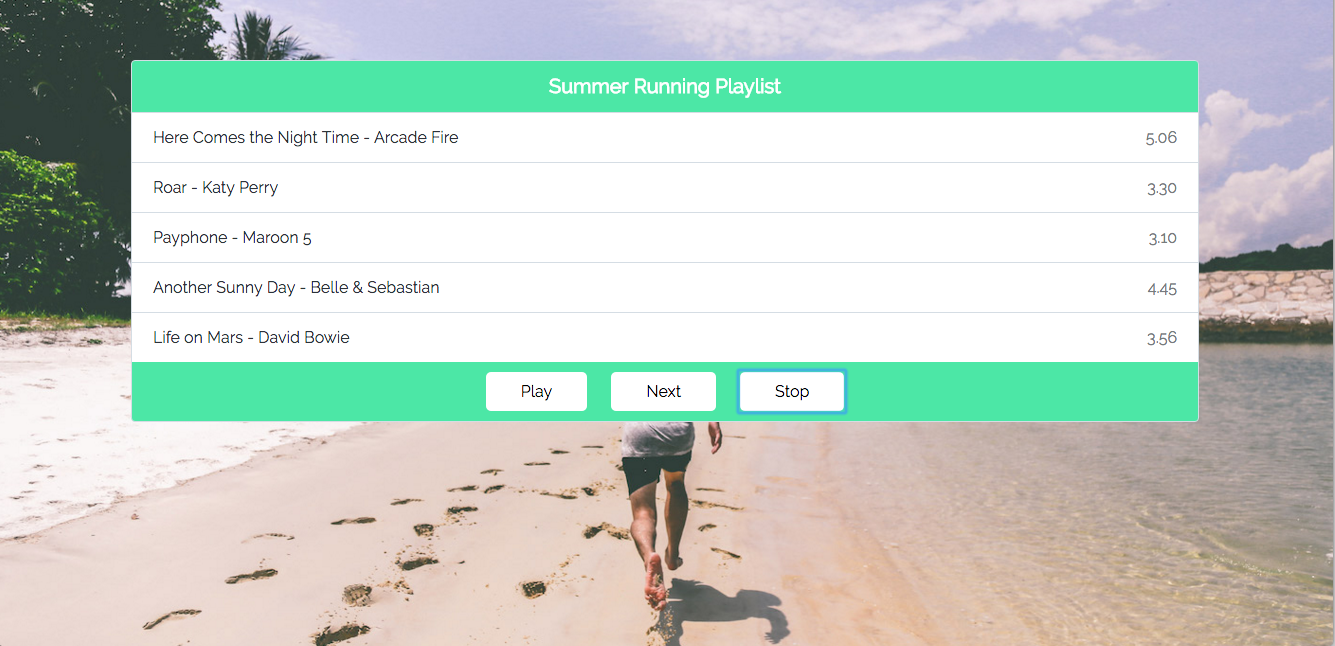 Summer Running Playlist
Here Comes the Night Time - Arcade Fire 5.06
Roar - Katy Perry 3.30
Payphone - Maroon 5 3.10
Another Sunny Day - Belle & Sebastian 4.45
Life on Mars - David Bowie 3.56
Play Next Stop